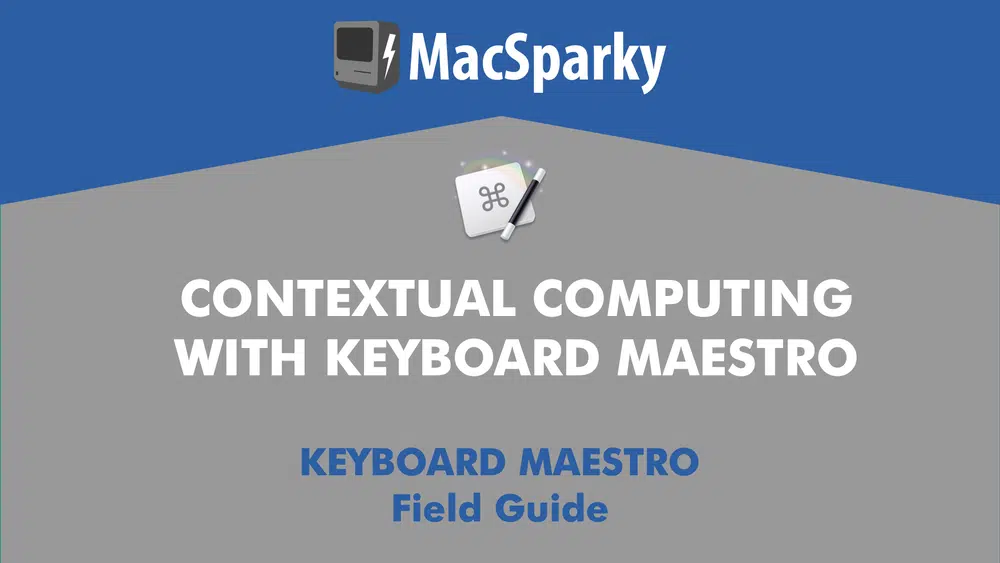 MacSparky
CONTEXTUAL COMPUTING
WITH KEYBOARD MAESTRO
KEYBOARD MAESTRO
Field Guide